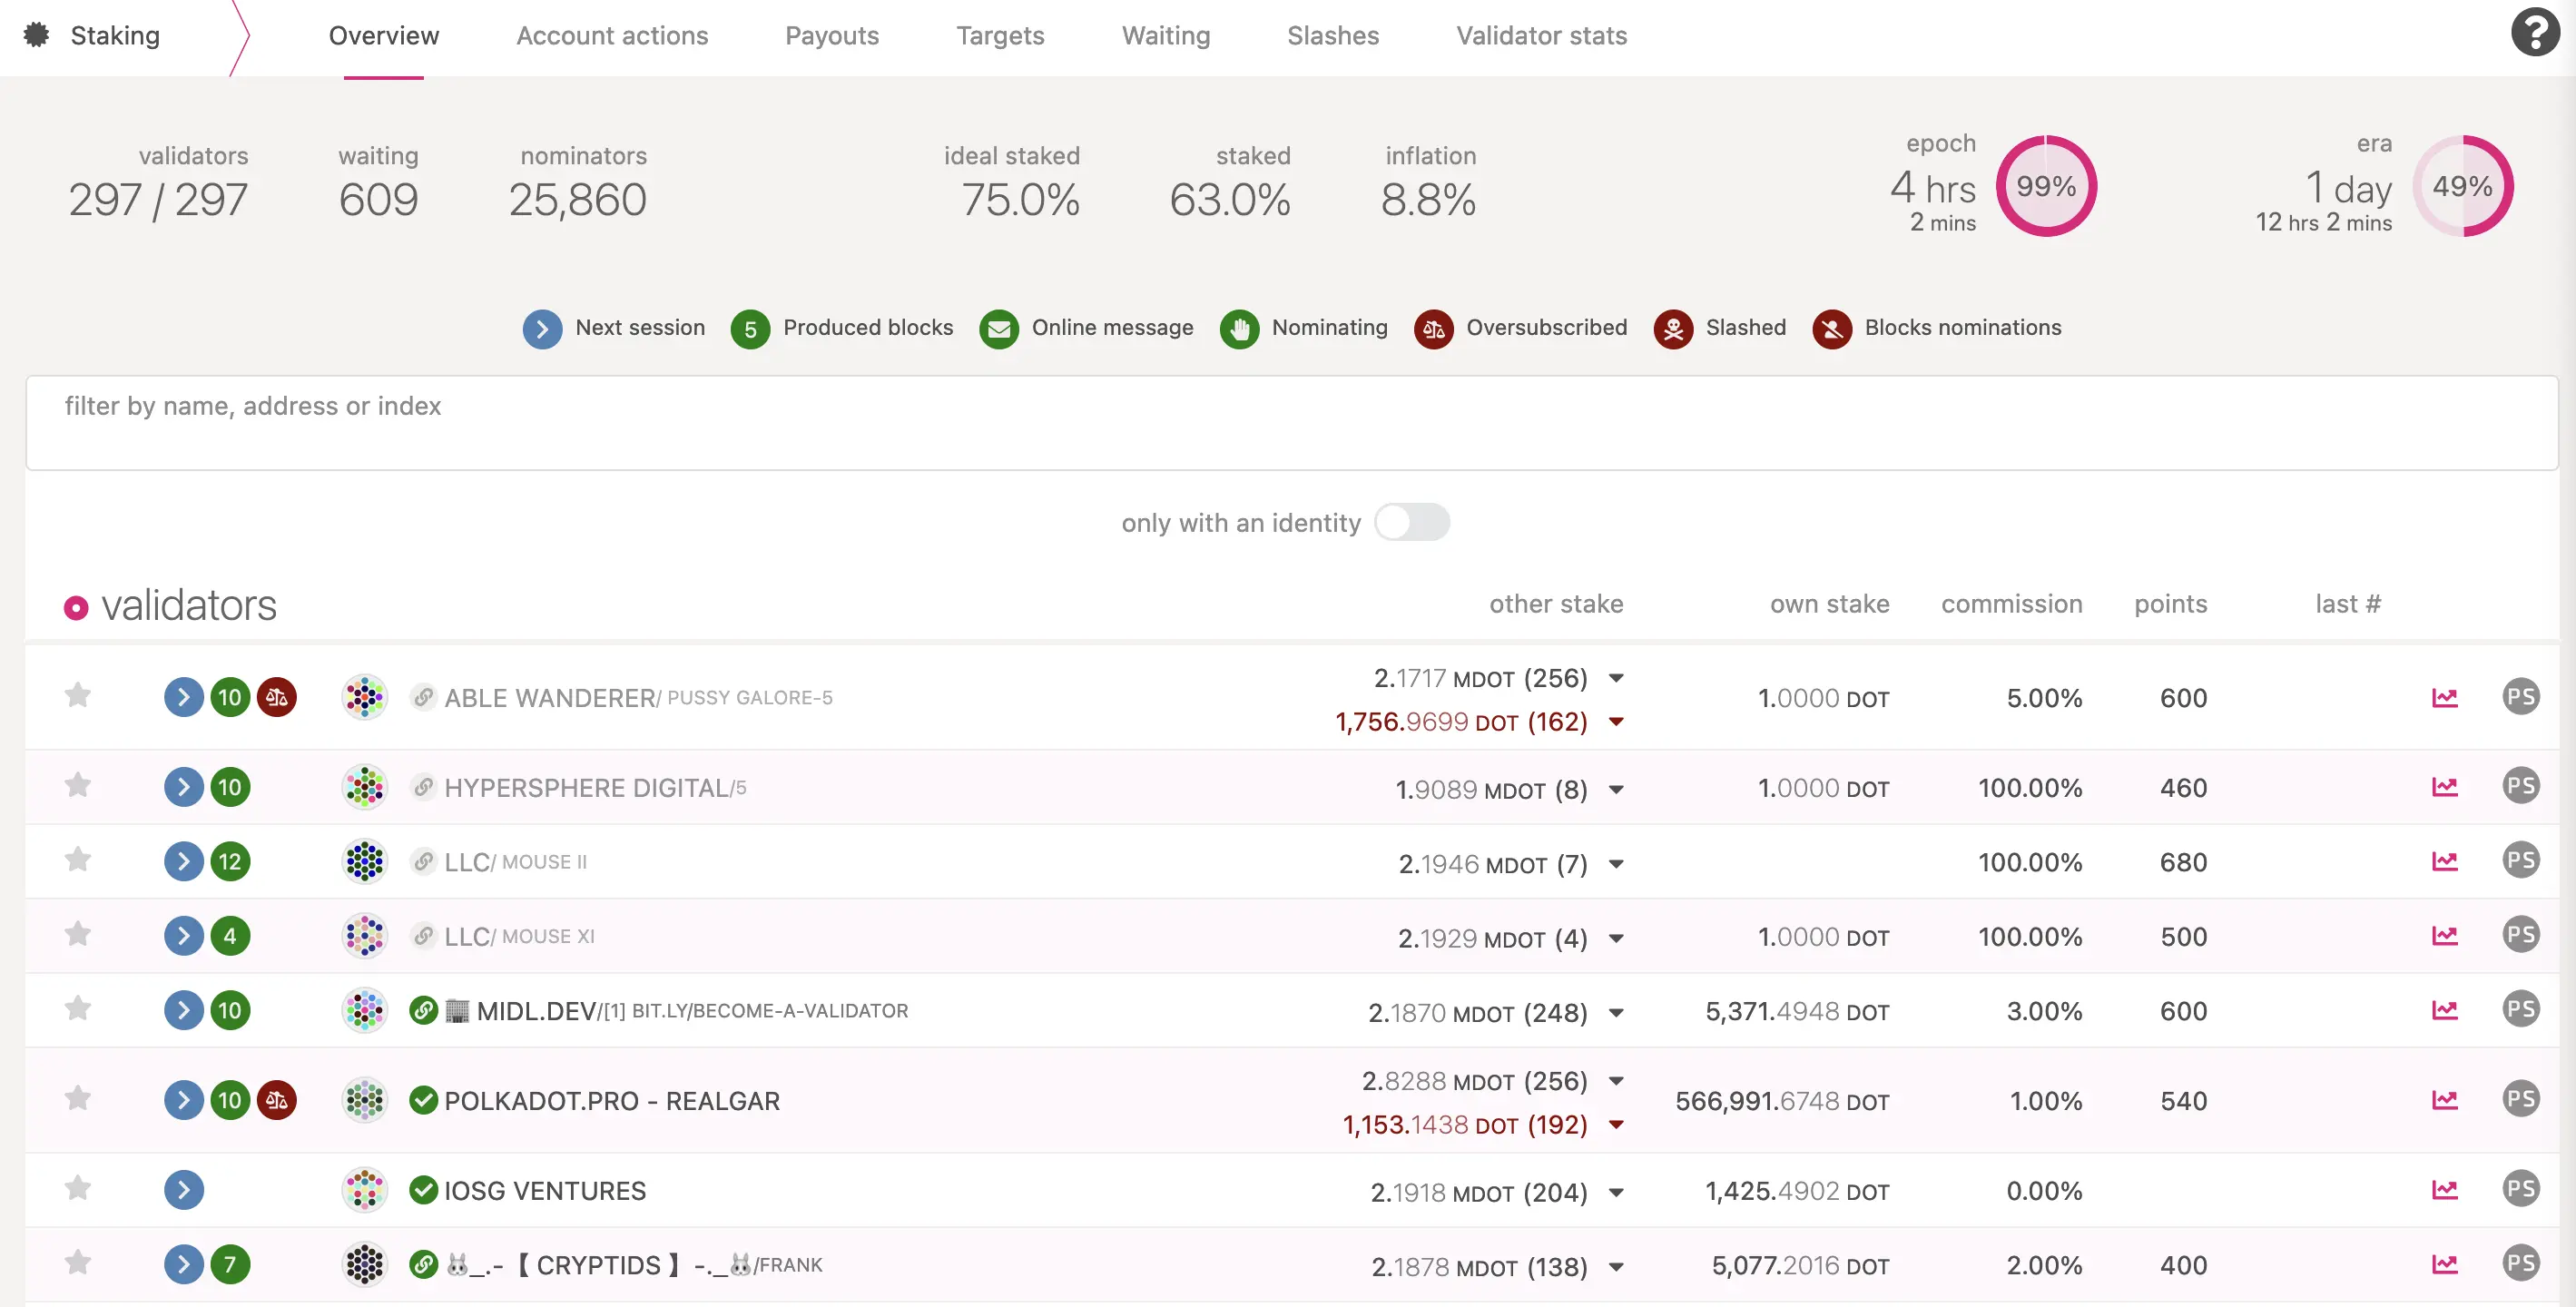 Staking Overview Account actions Payouts Targets Waiting Slashes Validator stats ?
validators waiting nominators ideal staked staked inflation epoch era
297 / 297 609 25,860 75.0% 63.0% 8.8% 4 hrs 99% 1 day 49%
2 mins 12 hrs 2 mins
Next session 5 Produced blocks Online message Nominating Oversubscribed Slashed Blocks nominations
filter by name, address or index
only with an identity
validators other stake own stake commission points last #
10 ABLE WANDERER/ PUSSY GALORE-5 2.1717 MDOT (256) 1.0000 DOT 5.00% 600 PS
1,756.9699 DOT (162)
10 HYPERSPHERE DIGITAL/5 1.9089 MDOT (8) 1.0000 DOT 100.00% 460 PS
12 LLC/ MOUSE II 2.1946 MDOT (7) 100.00% 680 PS
4 LLC/ MOUSE XI 2.1929 MDOT (4) 1.0000 DOT 100.00% 500 PS
10 🏢 MIDL.DEV/[1] BIT.LY/BECOME-A-VALIDATOR 2.1870 MDOT (248) 5,371.4948 DOT 3.00% 600 PS
10 POLKADOT.PRO - REALGAR 2.8288 MDOT (256) 566,991.6748 DOT 1.00% 540 PS
1,153.1438 DOT (192)
IOSG VENTURES 2.1918 MDOT (204) 1,425.4902 DOT 0.00% PS
7 🐰_.-【 CRYPTIDS 】-._🐰/FRANK 2.1878 MDOT (138) 5,077.2016 DOT 2.00% 400 PS